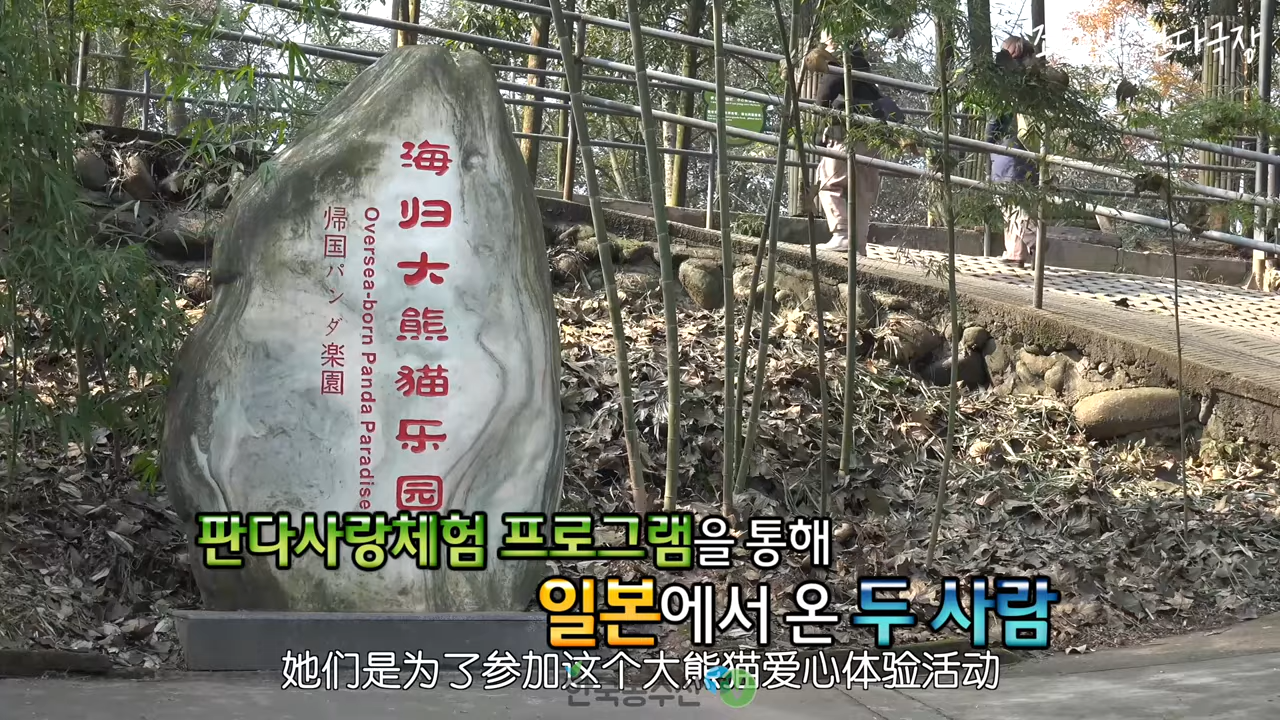 海归大熊猫乐园
Oversea-born Panda Paradise
帰国パンダ楽園
판다사랑체험 프로그램을 통해
일본에서 온 두 사람
她们是为了参加这个大熊猫爱心体验活动